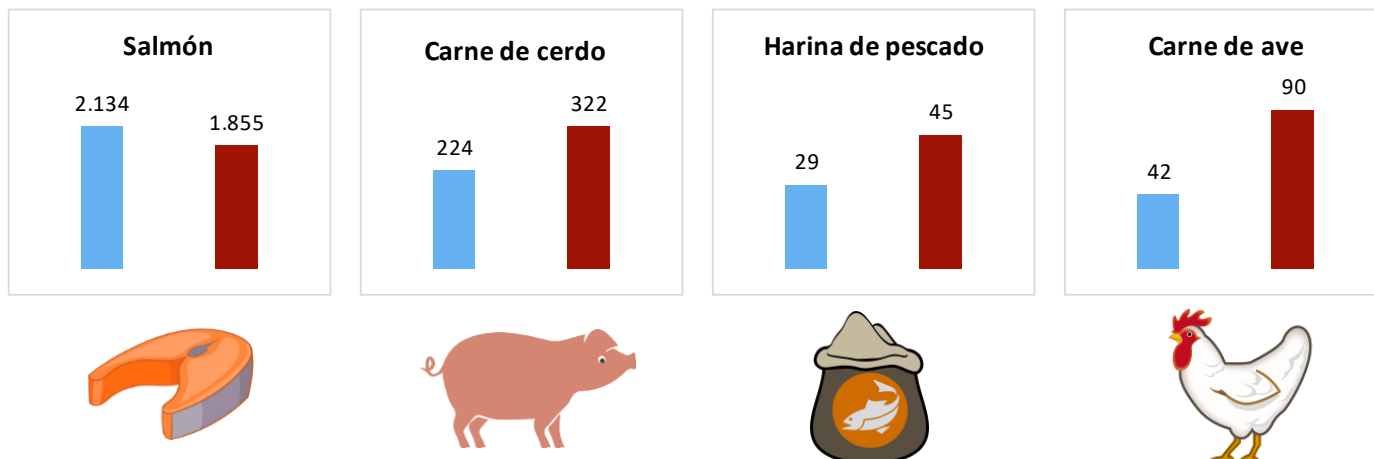 Salmón
2.134
1.855
Carne de cerdo
224
322
Harina de pescado
29
45
Carne de ave
42
90